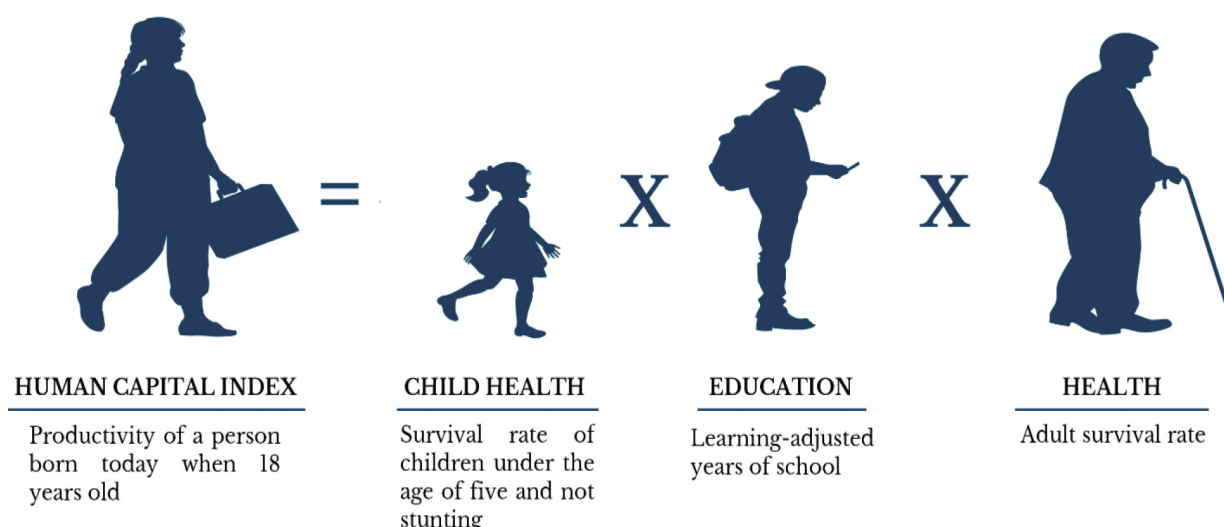 =
X
X
HUMAN CAPITAL INDEX
Productivity of a person
born today when 18
years old
CHILD HEALTH
Survival rate of
children under the
age of five and not
stunting
EDUCATION
Learning-adjusted
years of school
HEALTH
Adult survival rate